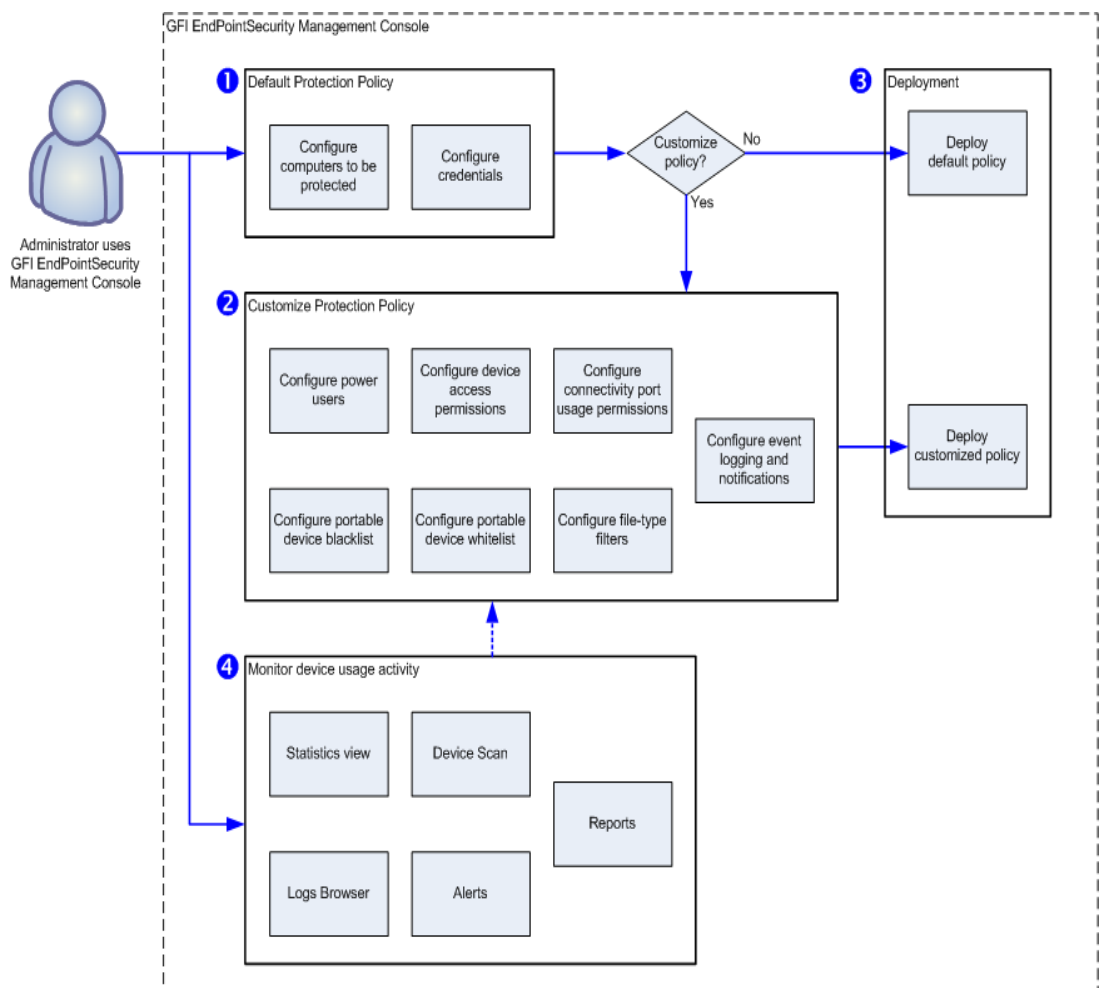 GFI EndPointSecurity Management Console
1
Default Protection Policy
Configure
computers to be
protected
Configure
credentials
Customize
policy?
No
Yes
3
Deployment
Deploy
default policy
Deploy
customized policy
Administrator uses
GFI EndPointSecurity
Management Console
2
Customize Protection Policy
Configure power
users
Configure device
access
permissions
Configure
connectivity port
usage permissions
Configure event
logging and
notifications
Configure portable
device blacklist
Configure portable
device whitelist
Configure file-type
filters
4
Monitor device usage activity
Statistics view
Device Scan
Reports
Logs Browser
Alerts